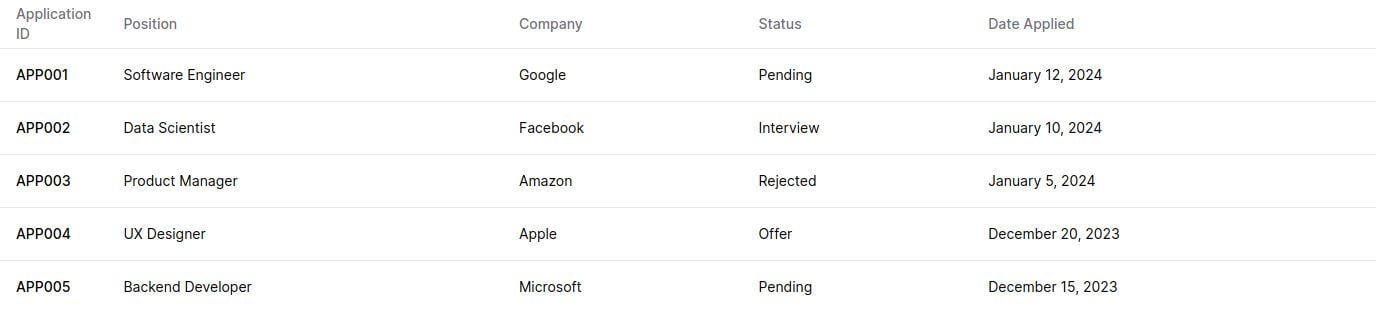 Application ID Position Company Status Date Applied
APP001 Software Engineer Google Pending January 12, 2024
APP002 Data Scientist Facebook Interview January 10, 2024
APP003 Product Manager Amazon Rejected January 5, 2024
APP004 UX Designer Apple Offer December 20, 2023
APP005 Backend Developer Microsoft Pending December 15, 2023